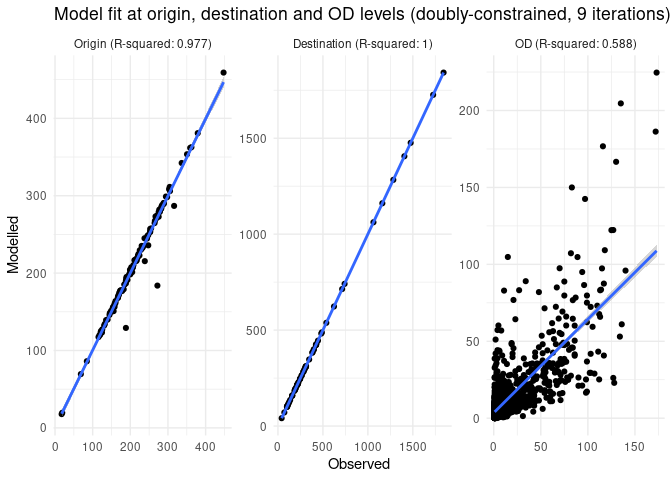 Model fit at origin, destination and OD levels (doubly-constrained, 9 iterations)
Origin (R-squared: 0.977)
Destination (R-squared: 1)
OD (R-squared: 0.588)
Modelled
400
300
200
100
0
0 100 200 300 400
1500
1000
500
0
0 500 1000 1500
200
150
100
50
0
0 50 100 150
Observed